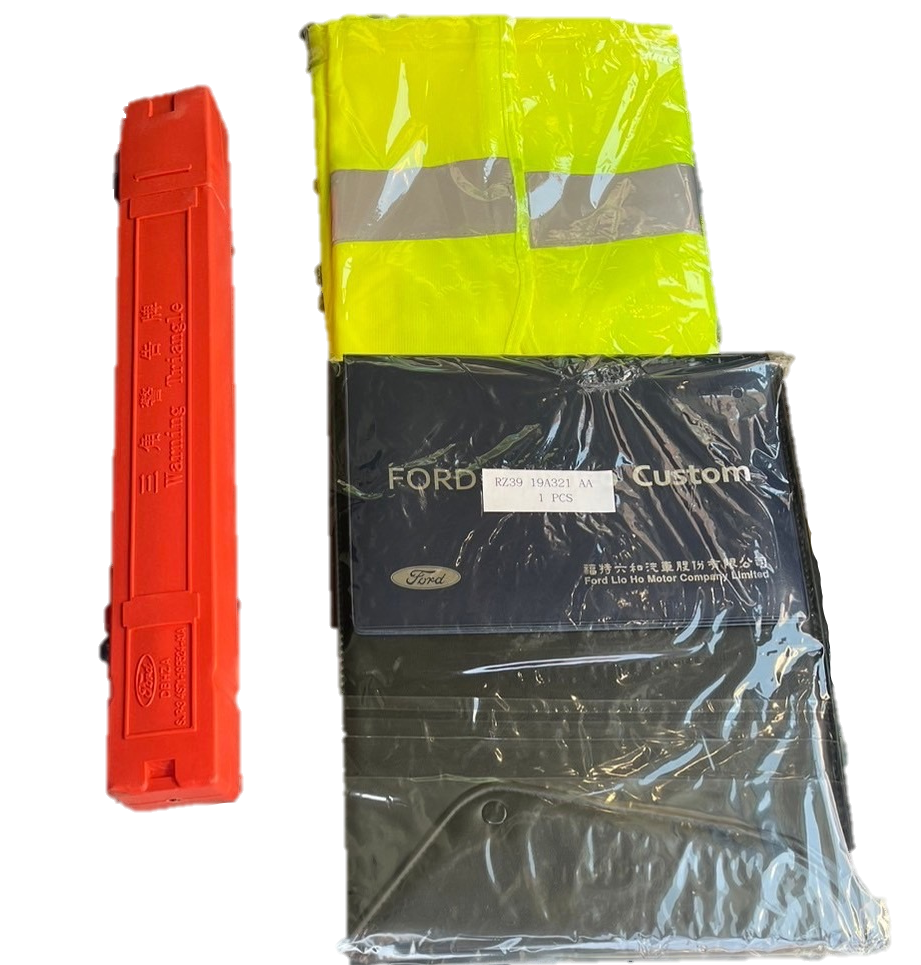 三角警告牌
Warning Triangle
Ford
FORD Custom
RZ39 19A321 AA
1 PCS
Ford
福特六和汽車股份有限公司
Ford Lio Ho Motor Company Limited